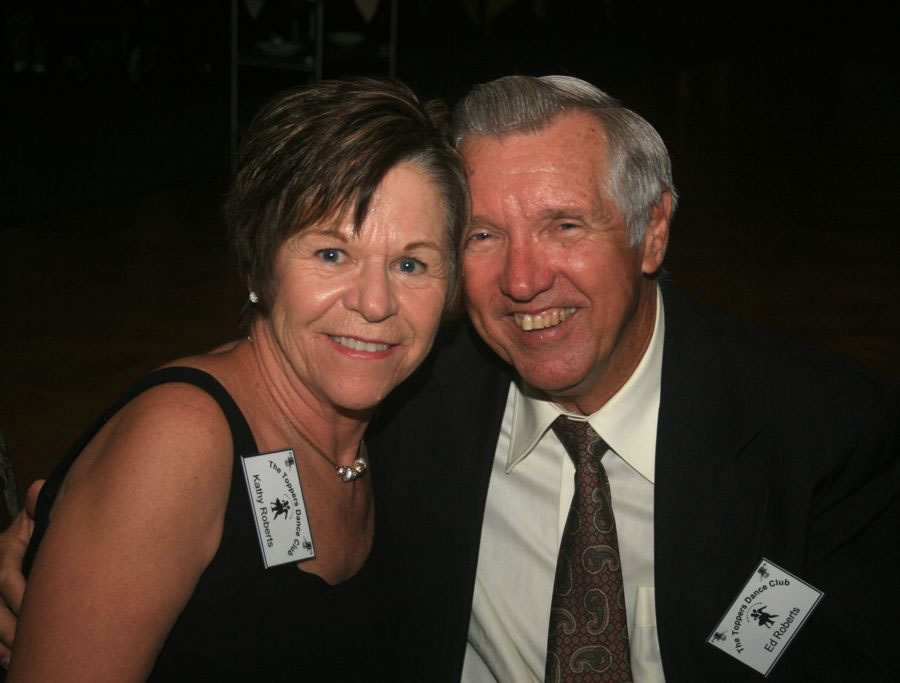 The Toppers Dance Club
Kathy Roberts
The Toppers Dance Club
Ed Roberts